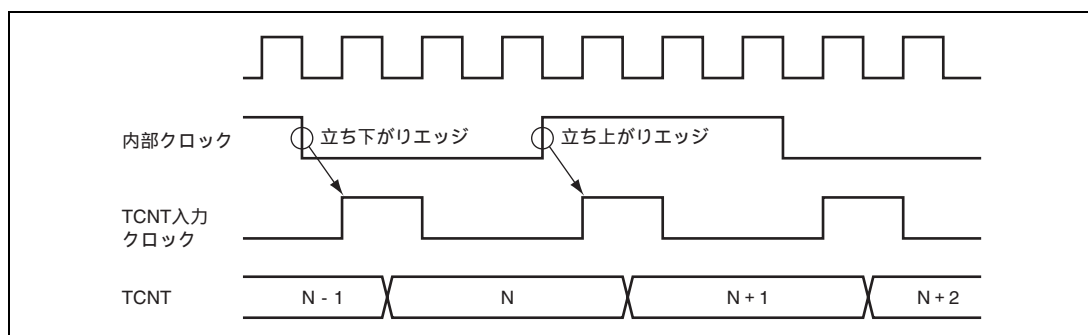 内部クロック
立ち下がりエッジ
立ち上がりエッジ
TCNT入力
クロック
TCNT
N - 1
N
N + 1
N + 2